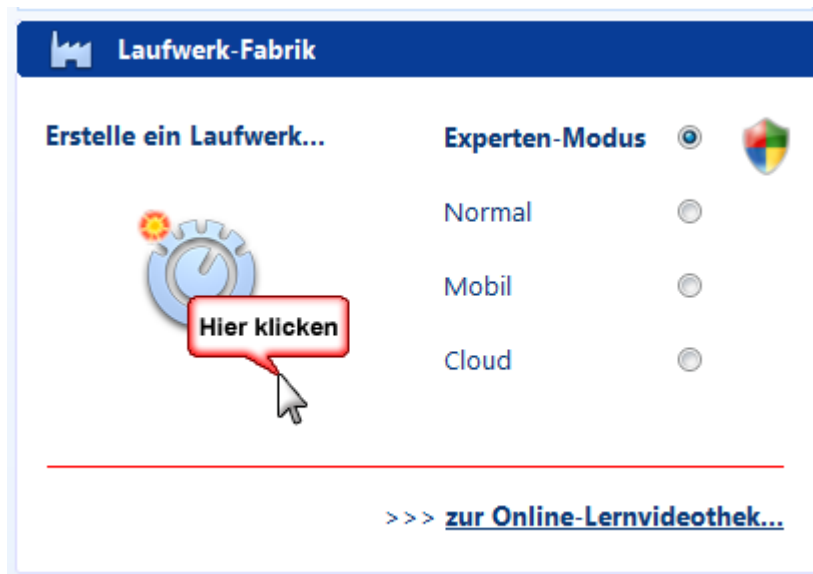 Laufwerk-Fabrik
Erstelle ein Laufwerk...
Experten-Modus
Normal
Mobil
Hier klicken
Cloud
>>> zur Online-Lernvideothek...